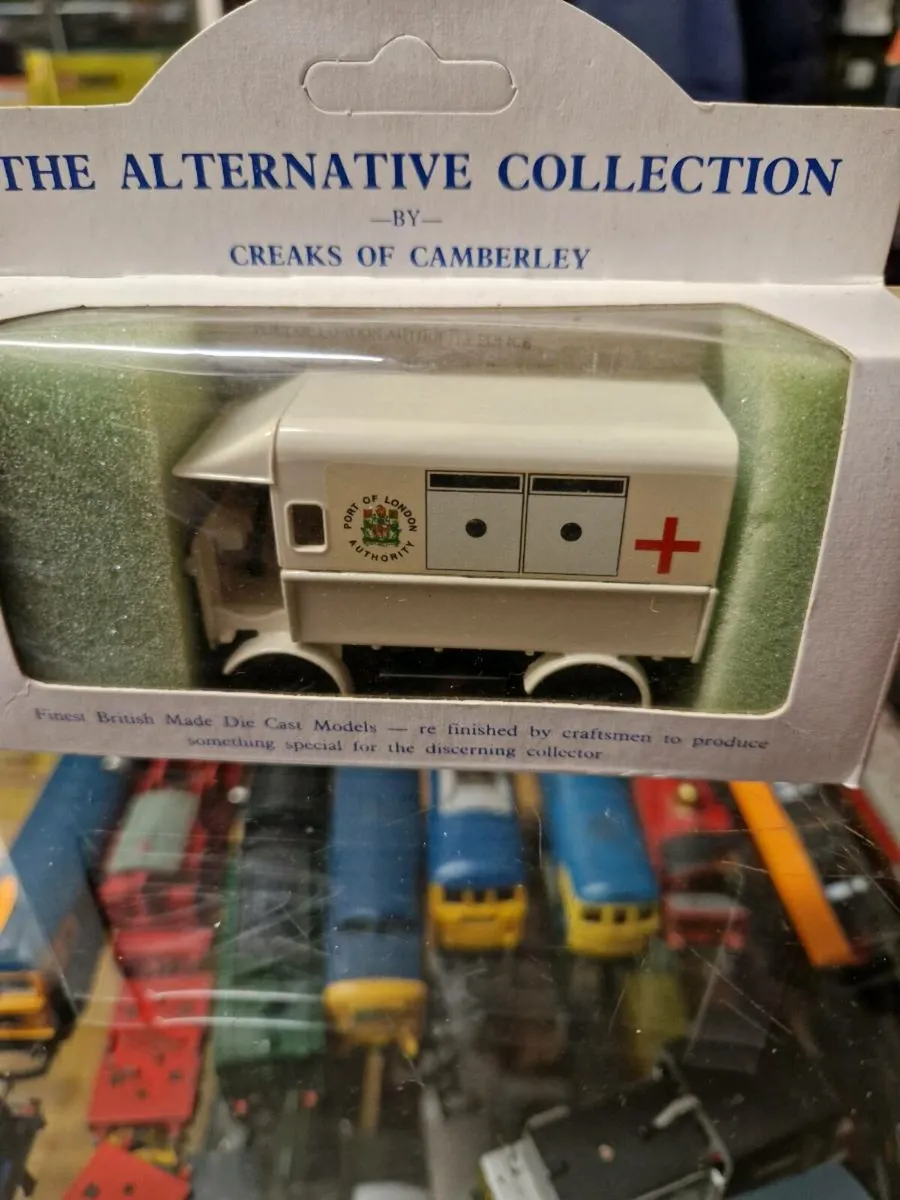 THE ALTERNATIVE COLLECTION
—BY—
CREAKS OF CAMBERLEY
PORT OF LONDON
AUTHORITY
Finest British Made Die Cast Models — re finished by craftsmen to produce
something special for the discerning collector